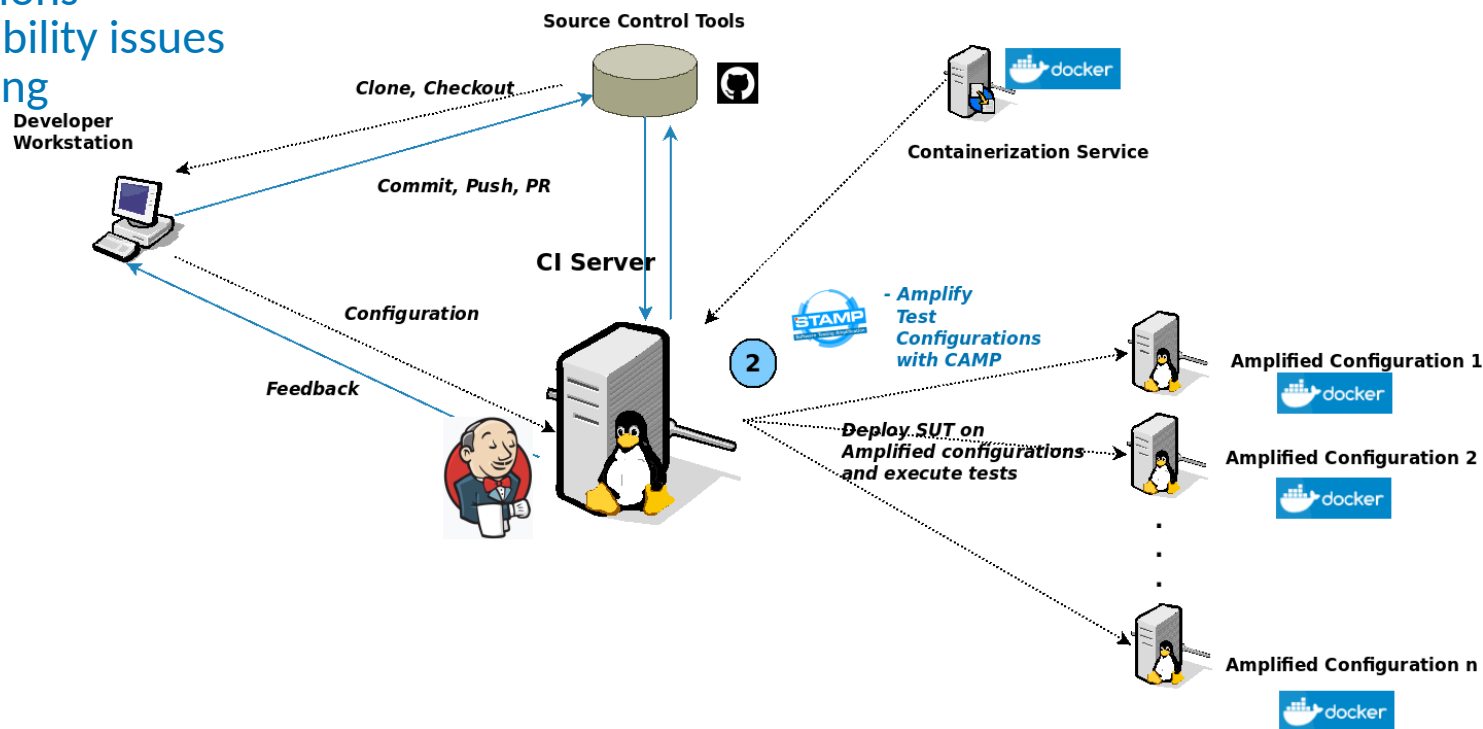 bility issues
ng
Source Control Tools
docker
Clone, Checkout
Developer
Workstation
Containerization Service
Commit, Push, PR
CI Server
- Amplify
Test
Configurations
with CAMP
STAMP
Configuration
2
Amplified Configuration 1
docker
Feedback
Deploy SUT on
Amplified configurations
and execute tests
Amplified Configuration 2
docker
.
.
.
Amplified Configuration n
docker